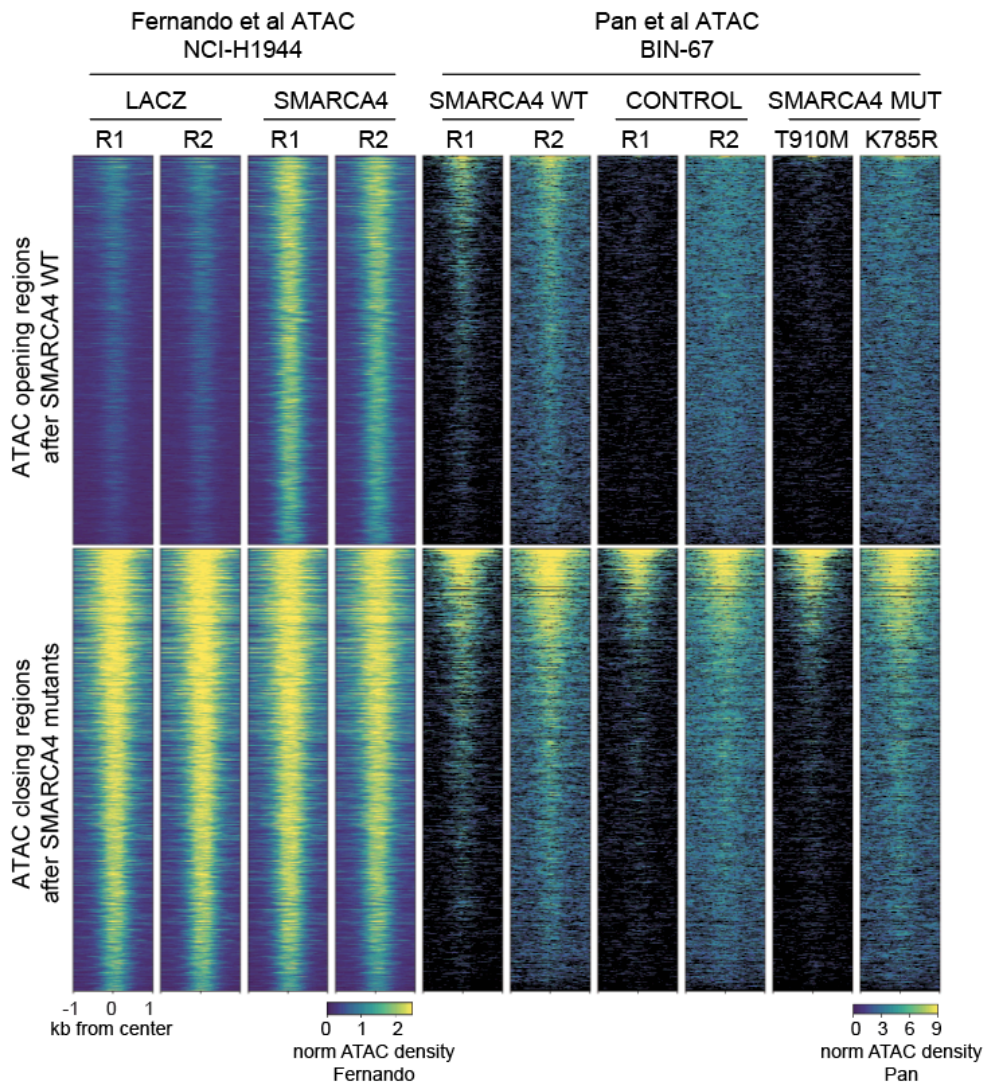 Fernando et al ATAC
NCI-H1944
Pan et al ATAC
BIN-67
LACZ
SMARCA4
SMARCA4 WT
CONTROL
SMARCA4 MUT
R1
R2
R1
R2
R1
R2
R1
R2
T910M
K785R
ATAC opening regions
after SMARCA4 WT
ATAC closing regions
after SMARCA4 mutants
-1
0
1
kb from center
0
1
2
norm ATAC density
Fernando
0
3
6
9
norm ATAC density
Pan